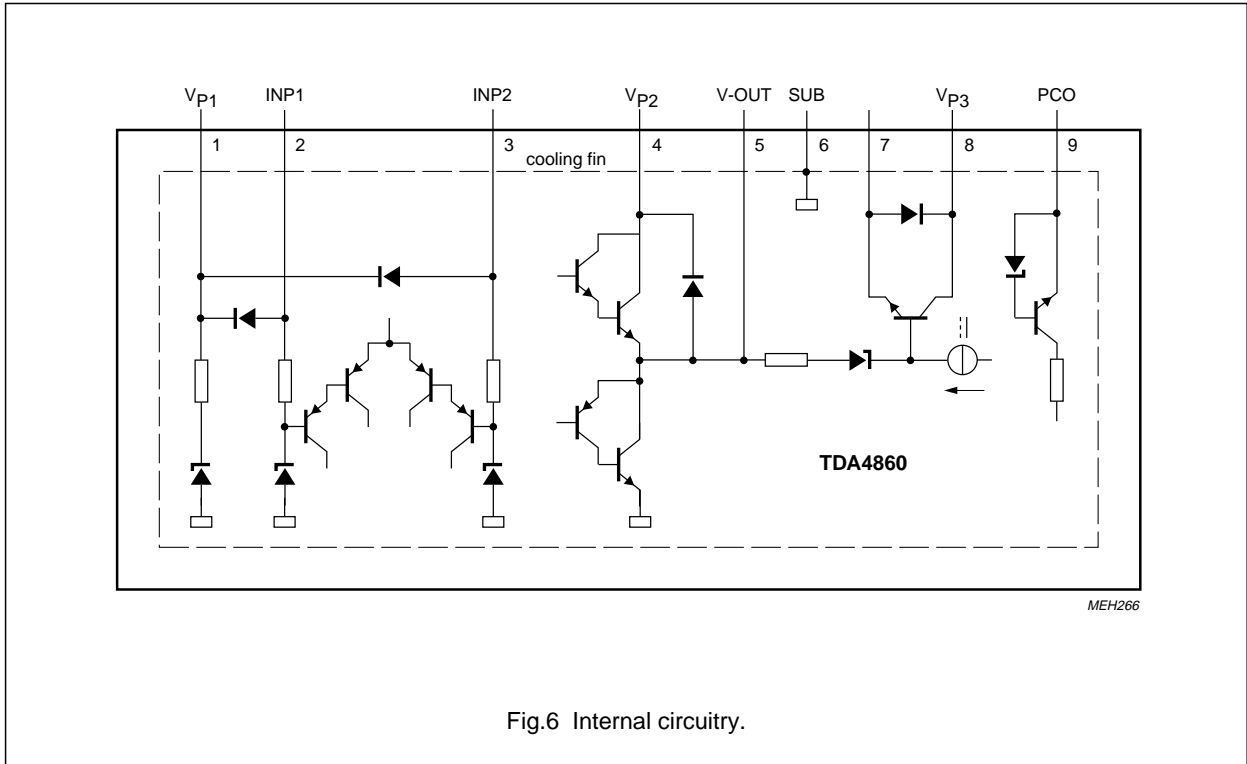 VP1 INP1 INP2 VP2 V-OUT SUB VP3 PCO
1 2 3 4 5 6 7 8 9
cooling fin
TDA4860
MEH266
Fig.6 Internal circuitry.